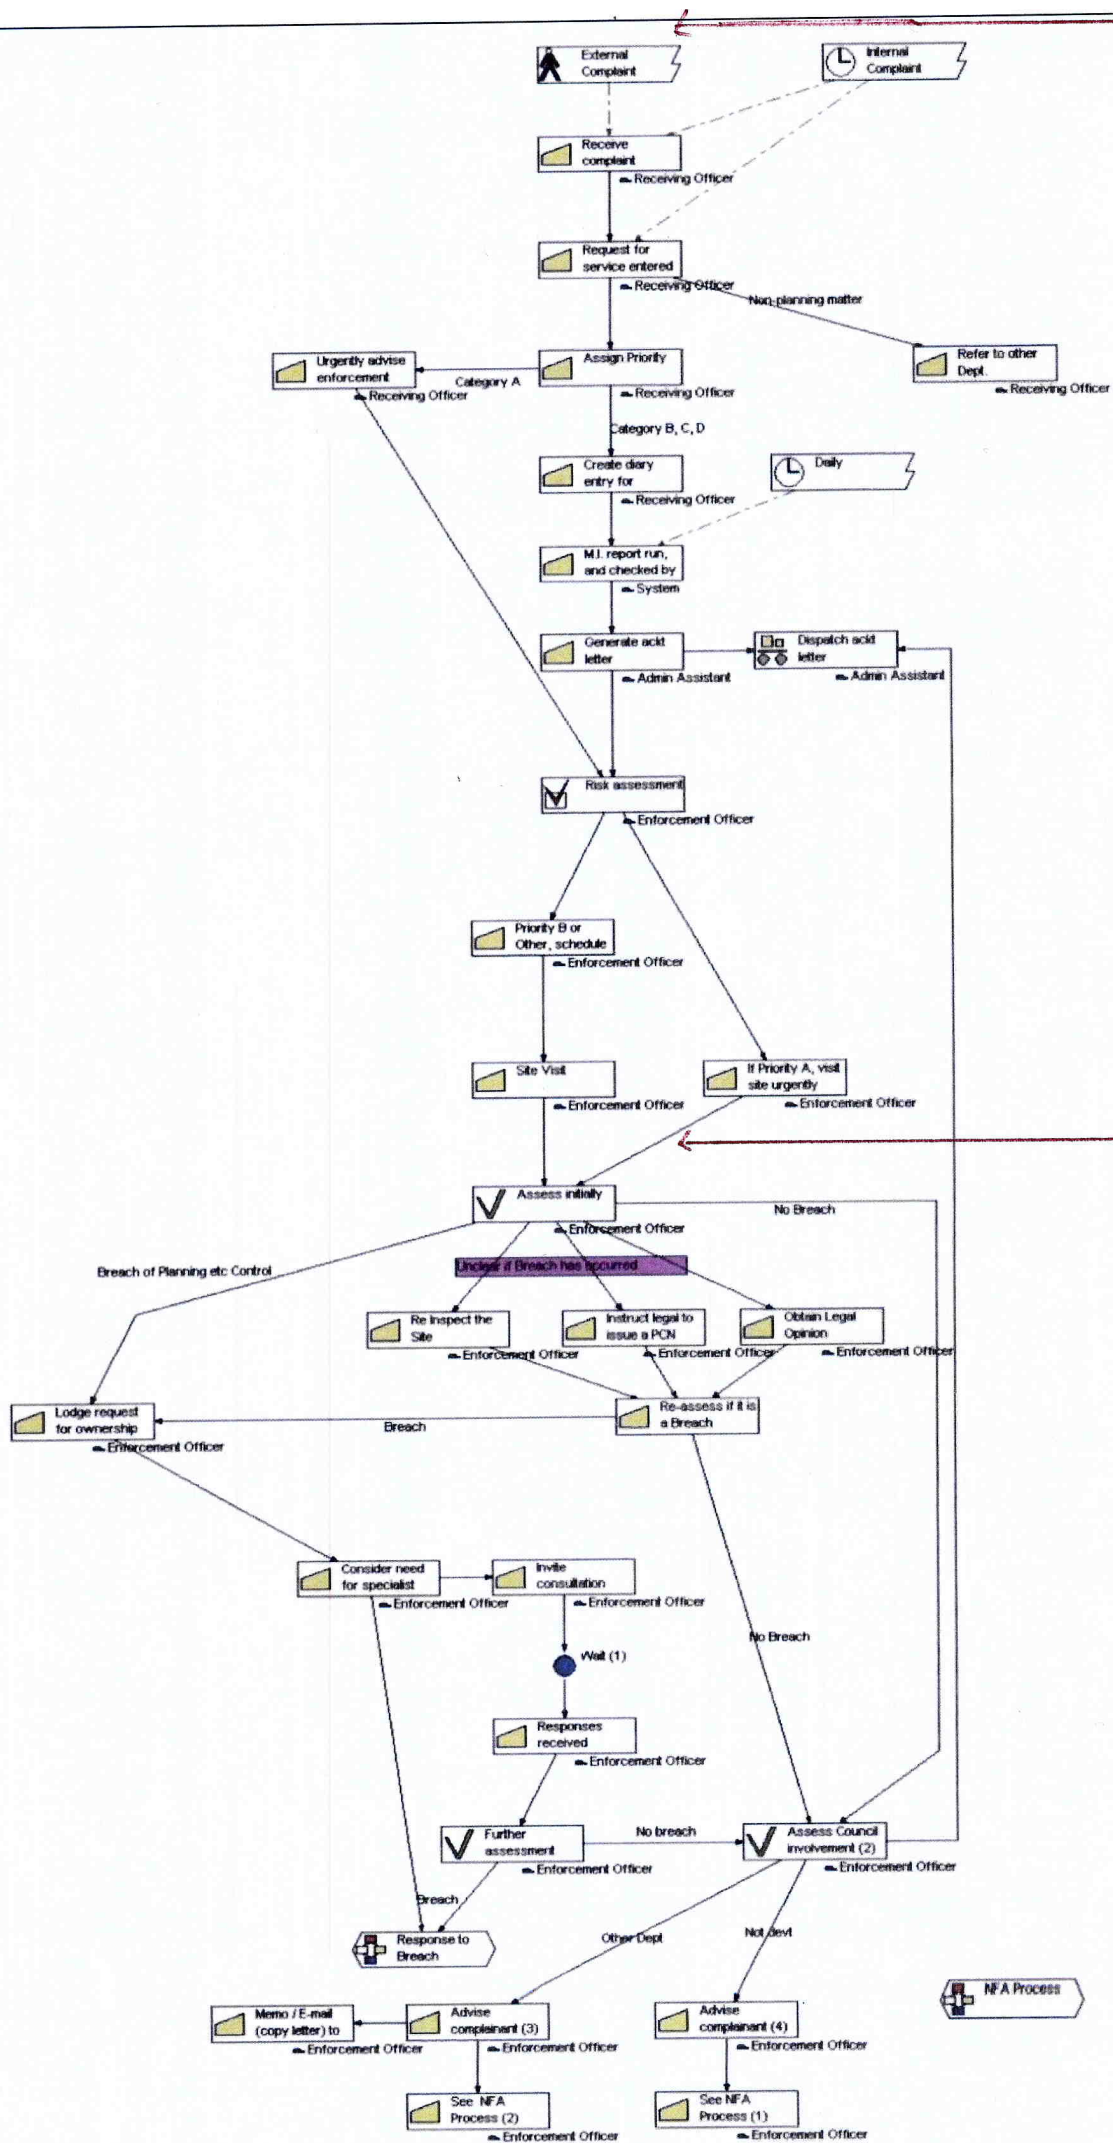 External
Complaint
Internal
Complaint
Receive
complaint
Receiving Officer
Request for
service entered
Receiving Officer
Non-planning matter
Urgently advise
enforcement
Receiving Officer
Category A
Assign Priority
Receiving Officer
Refer to other
Dept.
Receiving Officer
Category B, C, D
Create diary
entry for
Receiving Officer
Daily
M.I. report run,
and checked by
System
Generate ackt
letter
Admin Assistant
Dispatch ackt
letter
Admin Assistant
Risk assessment
Enforcement Officer
Priority B or
Other, schedule
Enforcement Officer
Site Visit
Enforcement Officer
If Priority A, visit
site urgently
Enforcement Officer
Assess initially
Enforcement Officer
No Breach
Breach of Planning etc Control
Unclear if Breach has occurred
Re Inspect the
Site
Enforcement Officer
Instruct legal to
issue a PCN
Enforcement Officer
Obtain Legal
Opinion
Enforcement Officer
Lodge request
for ownership
Enforcement Officer
Breach
Re-assess if it is
a Breach
Consider need
for specialist
Enforcement Officer
Invite
consultation
Enforcement Officer
No Breach
Wait (1)
Responses
received
Enforcement Officer
Further
assessment
Enforcement Officer
No breach
Assess Council
involvement (2)
Enforcement Officer
Breach
Response to
Breach
Other Dept
Not devt
NFA Process
Memo / E-mail
(copy letter) to
Enforcement Officer
Advise
complainant (3)
Enforcement Officer
Advise
complainant (4)
Enforcement Officer
See NFA
Process (2)
Enforcement Officer
See NFA
Process (1)
Enforcement Officer